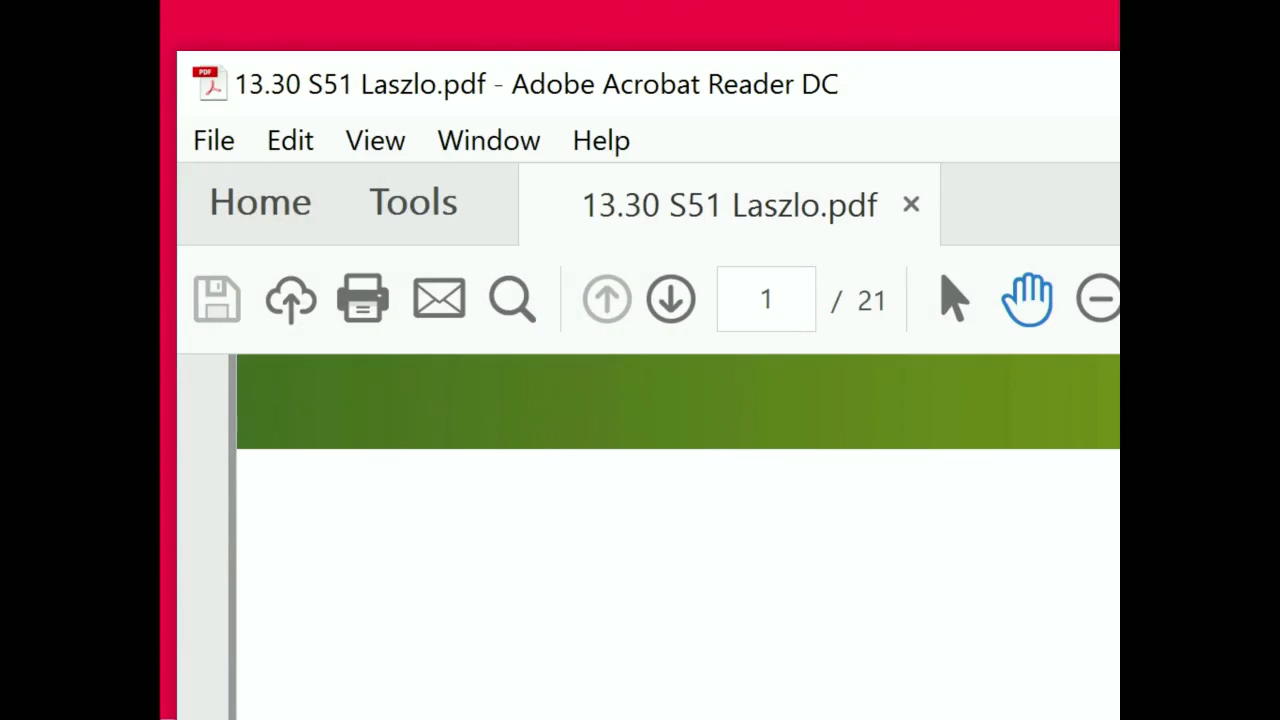 13.30 S51 Laszlo.pdf - Adobe Acrobat Reader DC
File Edit View Window Help
Home Tools 13.30 S51 Laszlo.pdf ×
1 / 21